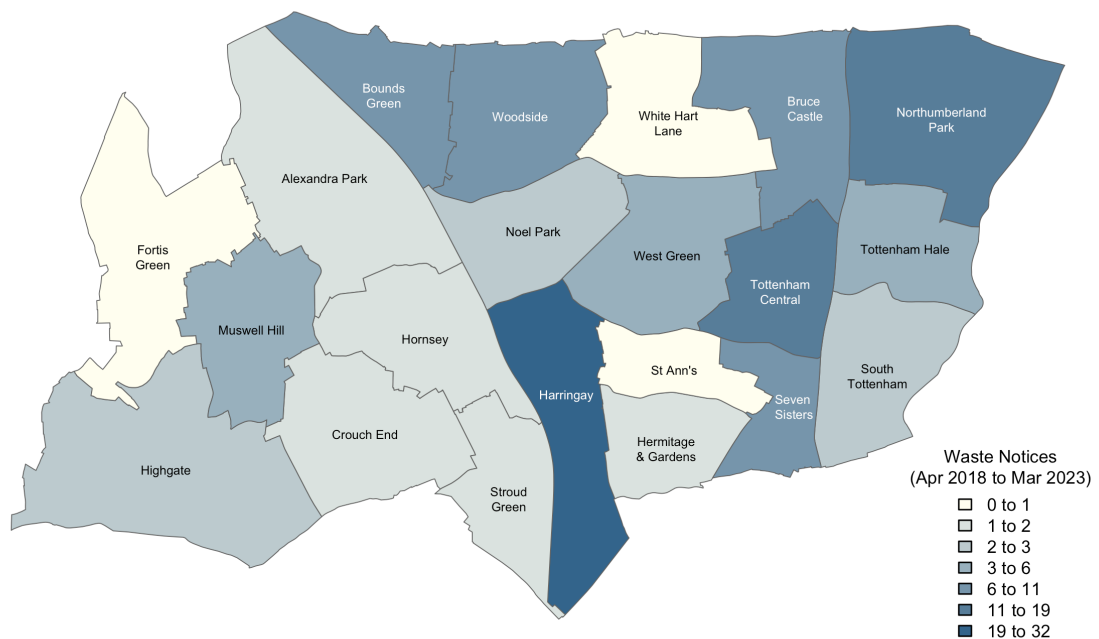 Bounds
Green
Woodside
White Hart
Lane
Bruce
Castle
Northumberland
Park
Alexandra Park
Noel Park
Fortis
Green
West Green
Tottenham Hale
Tottenham
Central
Muswell Hill
Hornsey
St Ann's
South
Tottenham
Harringay
Seven
Sisters
Crouch End
Hermitage
& Gardens
Highgate
Stroud
Green
Waste Notices
(Apr 2018 to Mar 2023)
0 to 1
1 to 2
2 to 3
3 to 6
6 to 11
11 to 19
19 to 32